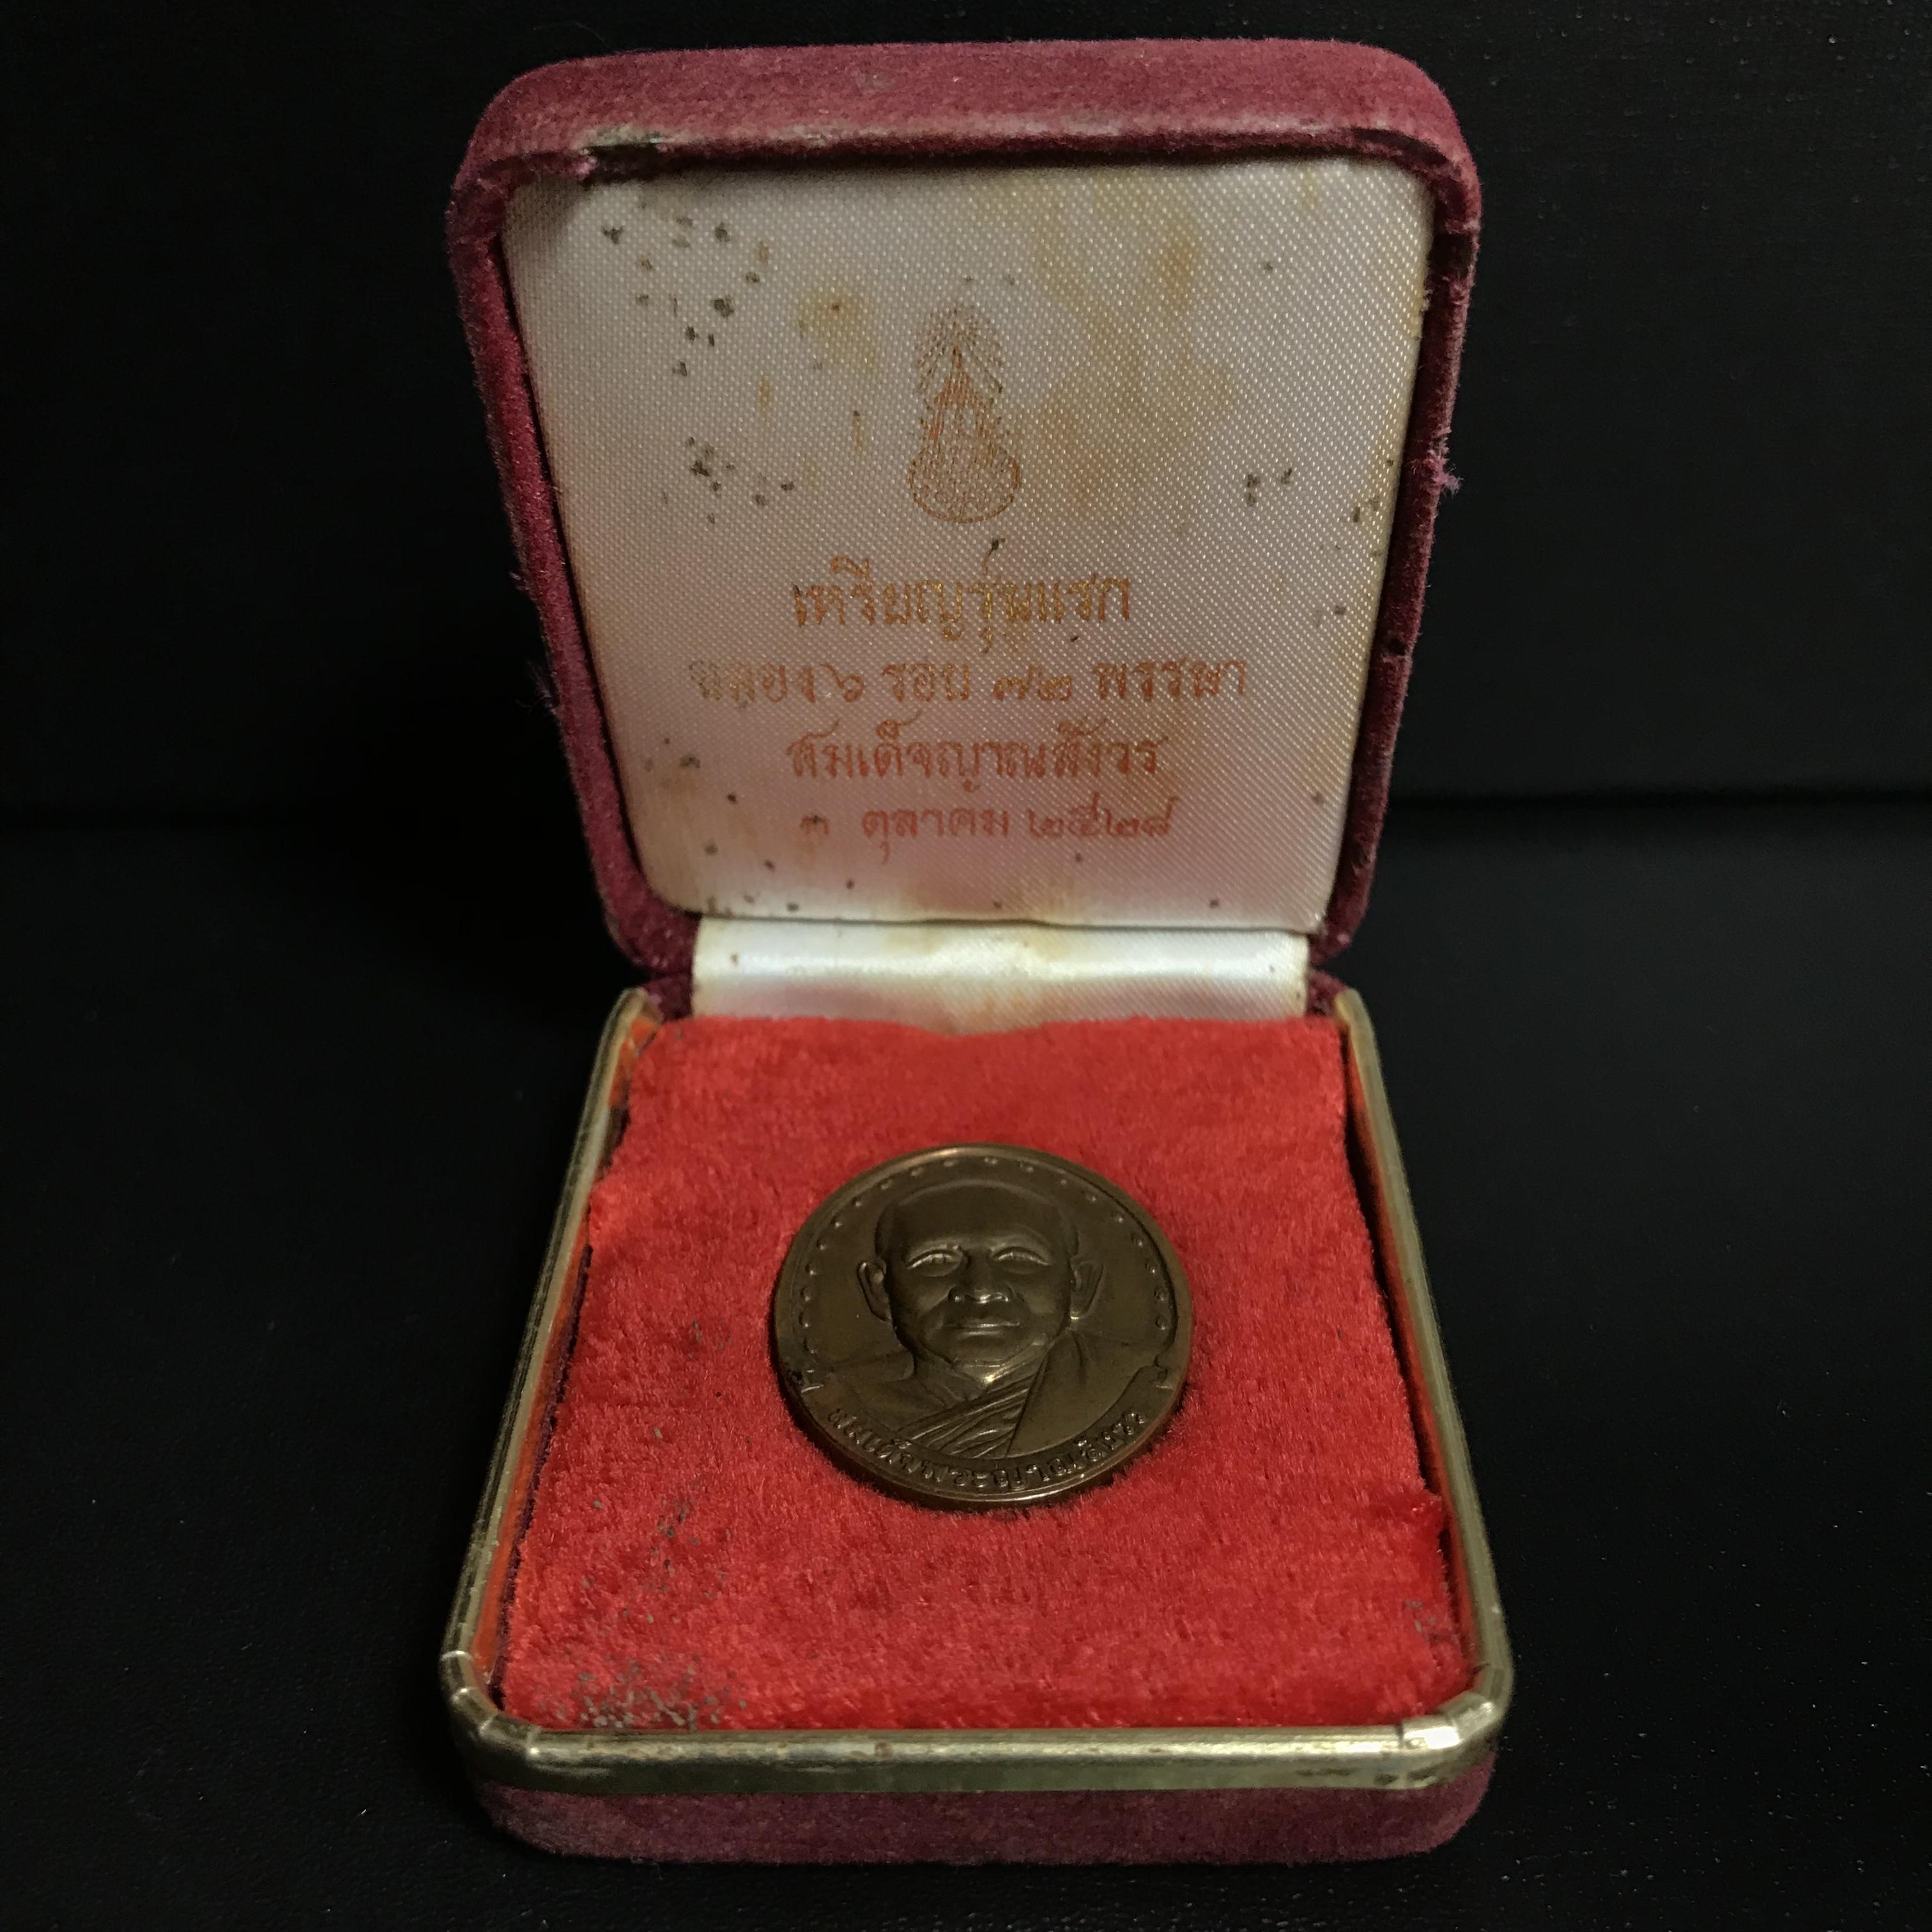 เหรียญรุ่นแรก
ฉลอง ๖ รอบ ๗๒ พรรษา
สมเด็จญาณสังวร
๓ ตุลาคม ๒๕๒๘
สมเด็จพระญาณสังวร